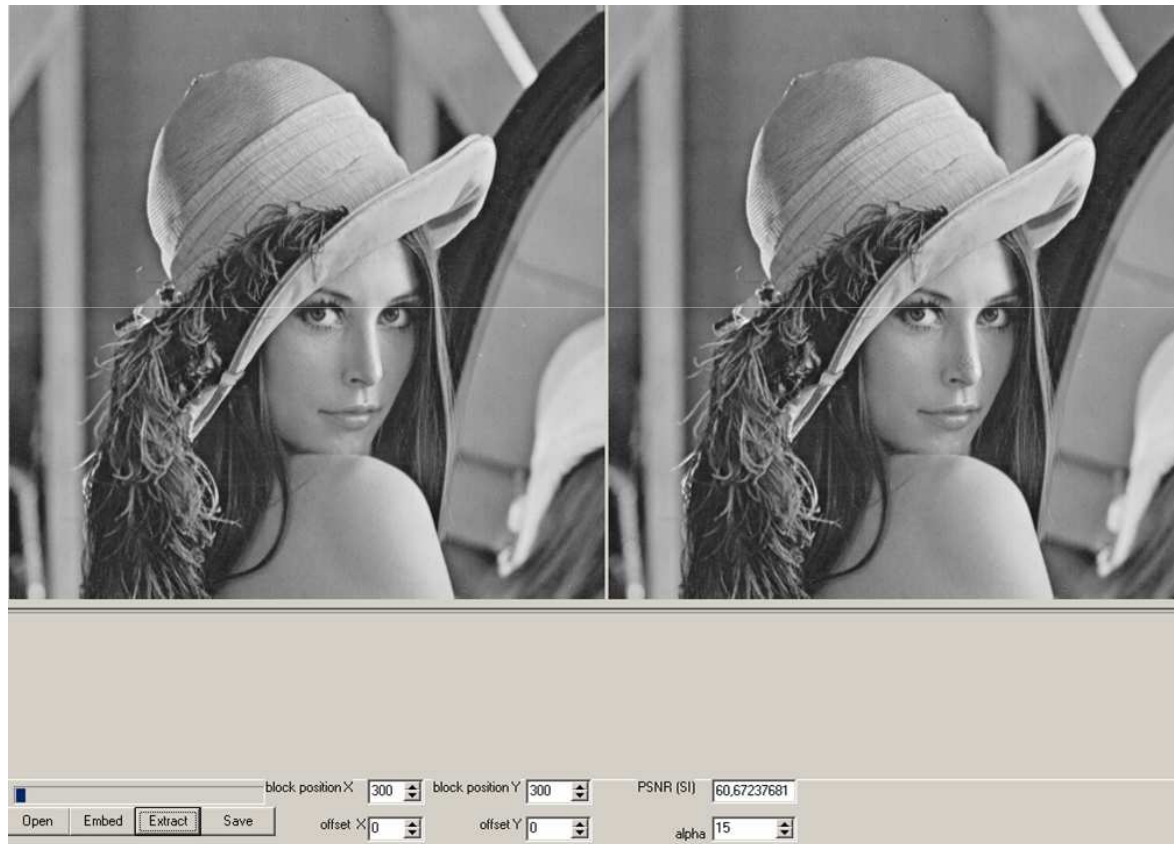 block position X 300 block position Y 300 PSNR (SI) 60,67237681
Open Embed Extract Save offset X 0 offset Y 0 alpha 15